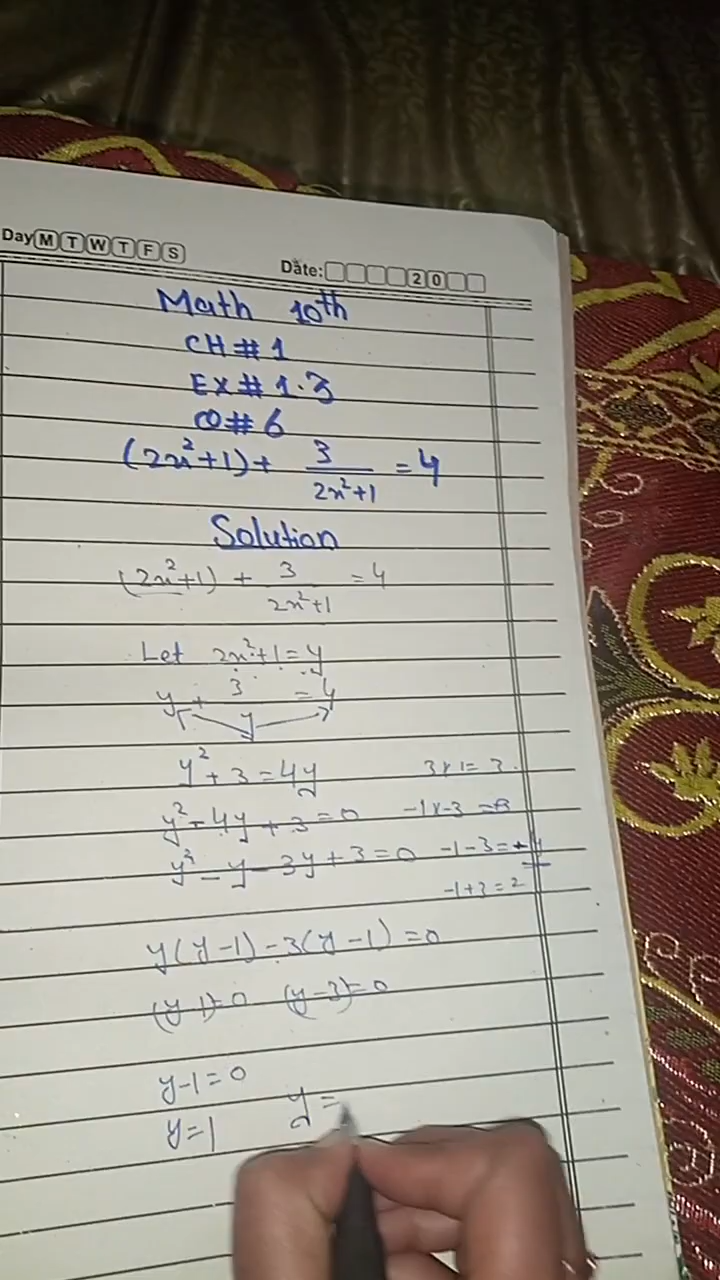 Day M T W T F S
Date: 2 0
Math 10th
CH # 1
EX # 1.3
Q # 6
(2x²+1) + 3/(2x²+1) = 4
Solution
(2x²+1) + 3/(2x²+1) = 4
Let 2x²+1 = y
y + 3/y = 4
y² + 3 = 4y 3×1=3
y² - 4y + 3 = 0 -1×-3
y² - y - 3y + 3 = 0 -1-3=-4
-1+3=2
y(y-1) - 3(y-1) = 0
(y-1)=0 (y-3)=0
y-1=0
y=1 y=